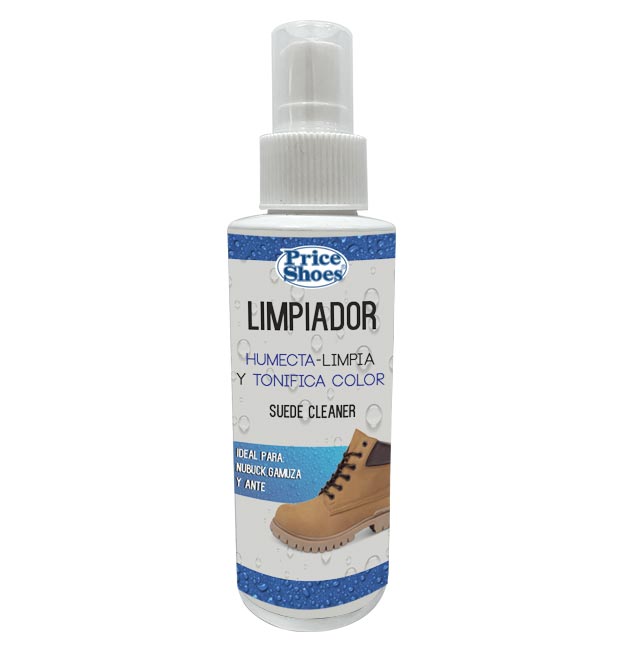 Price
Shoes®
LIMPIADOR
HUMECTA-LIMPIA
Y TONIFICA COLOR
SUEDE CLEANER
IDEAL PARA:
NUBUCK,GAMUZA
Y ANTE